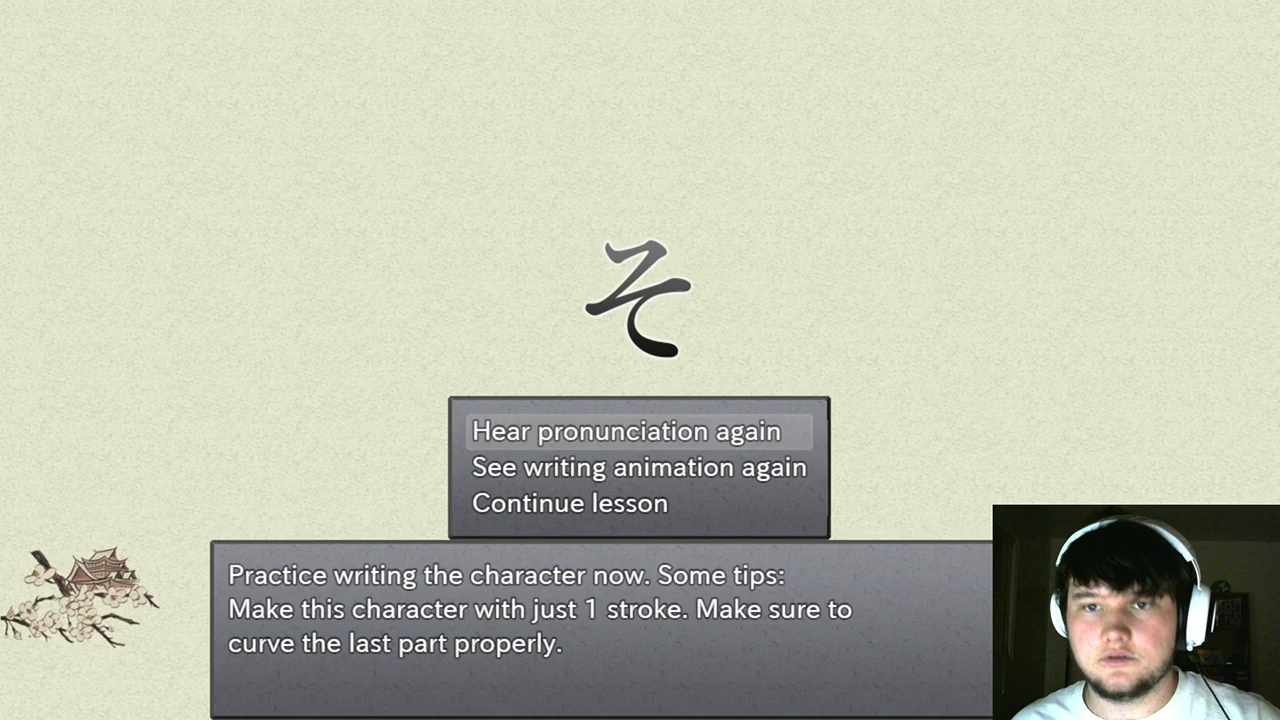 そ
Hear pronunciation again
See writing animation again
Continue lesson
Practice writing the character now. Some tips:
Make this character with just 1 stroke. Make sure to
curve the last part properly.